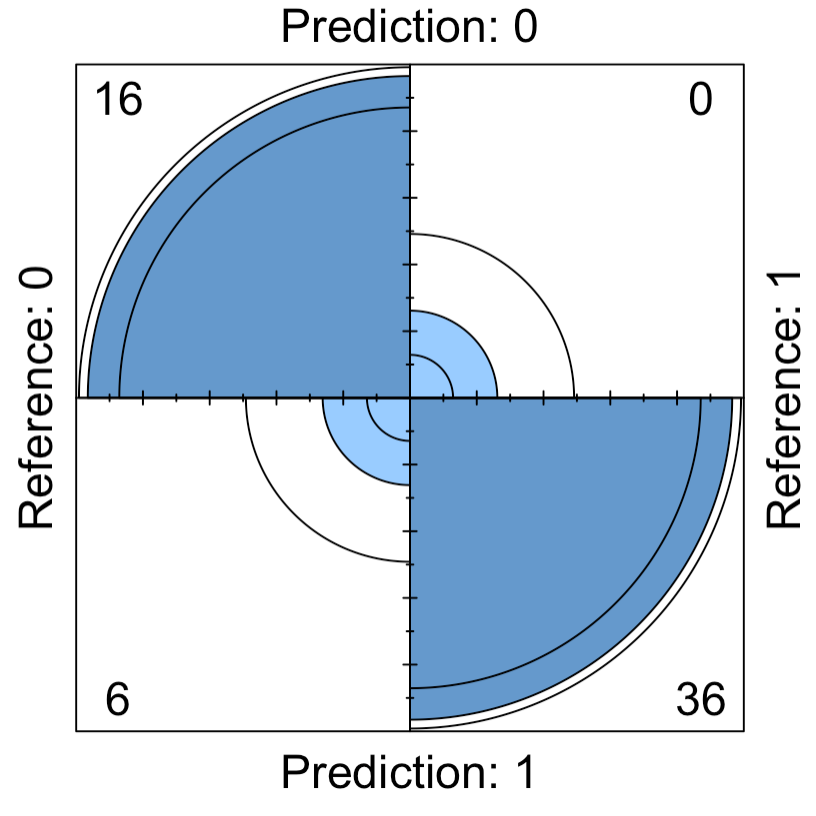 Prediction: 0
16
0
Reference: 0
Reference: 1
6
36
Prediction: 1